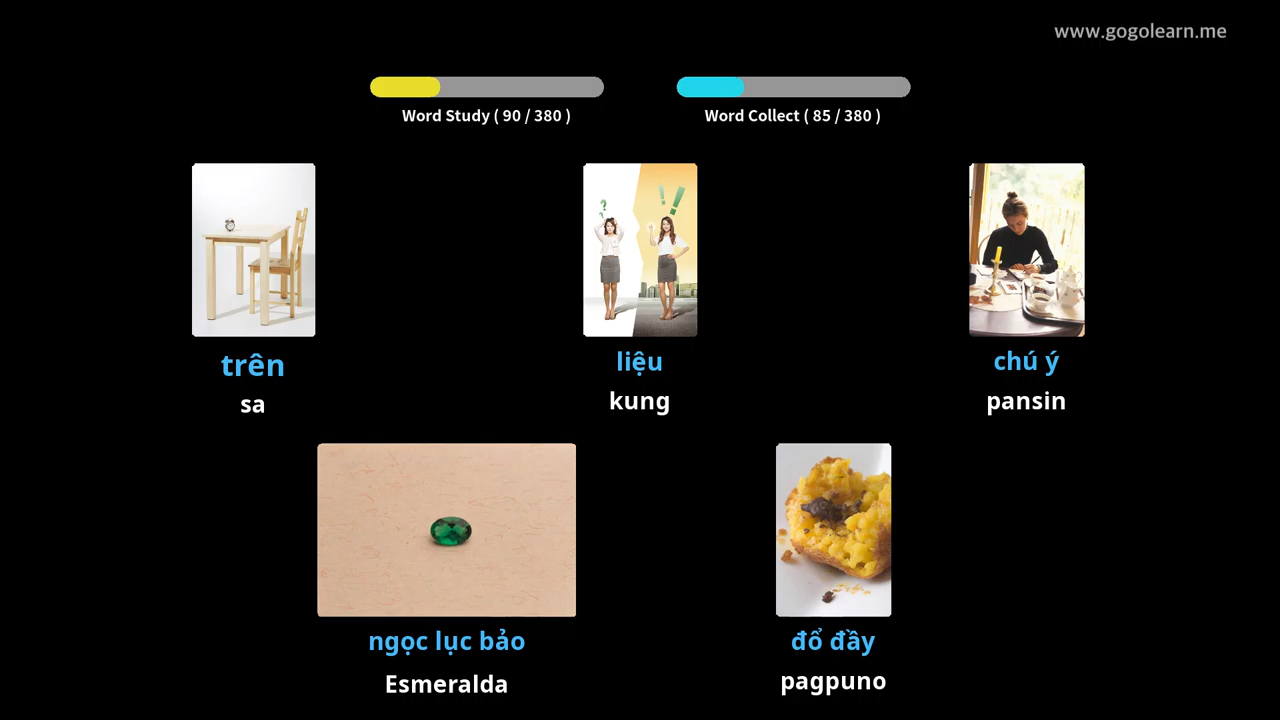 www.gogolearn.me
Word Study ( 90 / 380 )
Word Collect ( 85 / 380 )
trên
sa
liệu
kung
chú ý
pansin
ngọc lục bảo
Esmeralda
đổ đầy
pagpuno